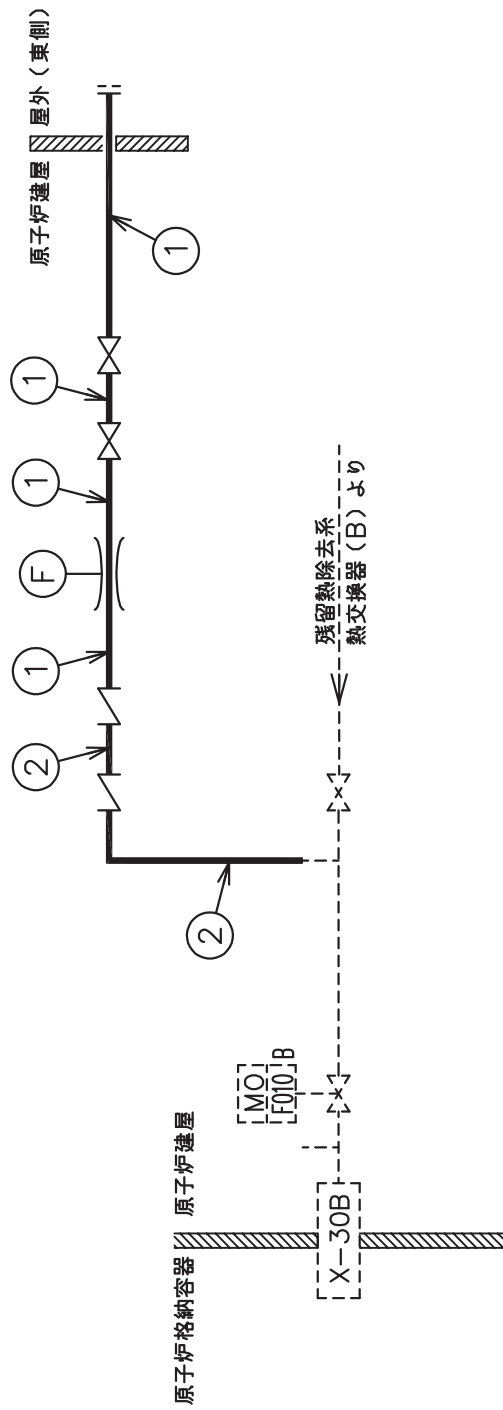 原子炉格納容器 原子炉建屋
X-30B
MO
F010 B
残留熱除去系
熱交換器(B)より
2
2
1
F
1
1
1
原子炉建屋 屋外(東側)